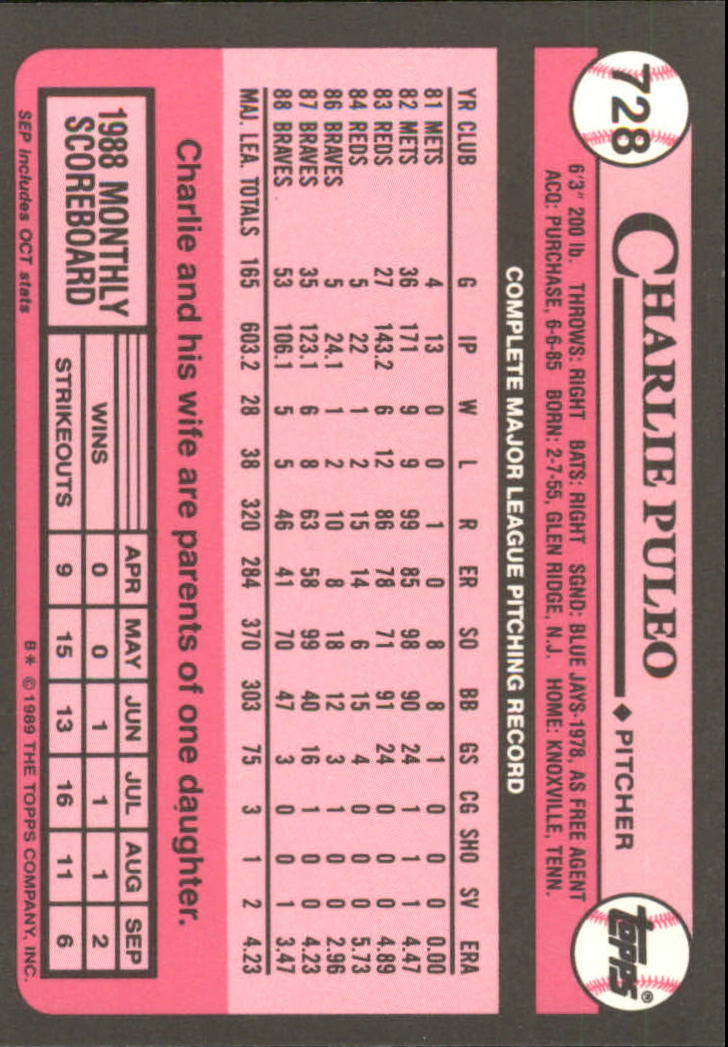 728
CHARLIE PULEO ♦ PITCHER
TOPPS®
6'3" 200 lb. THROWS: RIGHT BATS: RIGHT SGND: BLUE JAYS-1978, AS FREE AGENT
ACQ: PURCHASE, 6-6-85 BORN: 2-7-55, GLEN RIDGE, N.J. HOME: KNOXVILLE, TENN.
COMPLETE MAJOR LEAGUE PITCHING RECORD
YR CLUB G IP W L R ER SO BB GS CG SHO SV ERA
81 METS 4 13 0 0 1 0 8 8 1 0 0 0 0.00
82 METS 36 171 9 9 99 85 98 90 24 1 1 1 4.47
83 REDS 27 143.2 6 12 86 78 71 91 24 0 0 0 4.89
84 REDS 5 22 1 2 15 14 6 15 4 0 0 0 5.73
86 BRAVES 5 24.1 1 2 10 8 18 12 3 1 0 0 2.96
87 BRAVES 35 123.1 6 8 63 58 99 40 16 1 0 0 4.23
88 BRAVES 53 106.1 5 5 46 41 70 47 3 0 0 1 3.47
MAJ. LEA. TOTALS 165 603.2 28 38 320 284 370 303 75 3 1 2 4.23
Charlie and his wife are parents of one daughter.
1988 MONTHLY
SCOREBOARD
APR MAY JUN JUL AUG SEP
WINS 0 0 1 1 1 2
STRIKEOUTS 9 15 13 16 11 6
SEP includes OCT stats
B* © 1989 THE TOPPS COMPANY, INC.